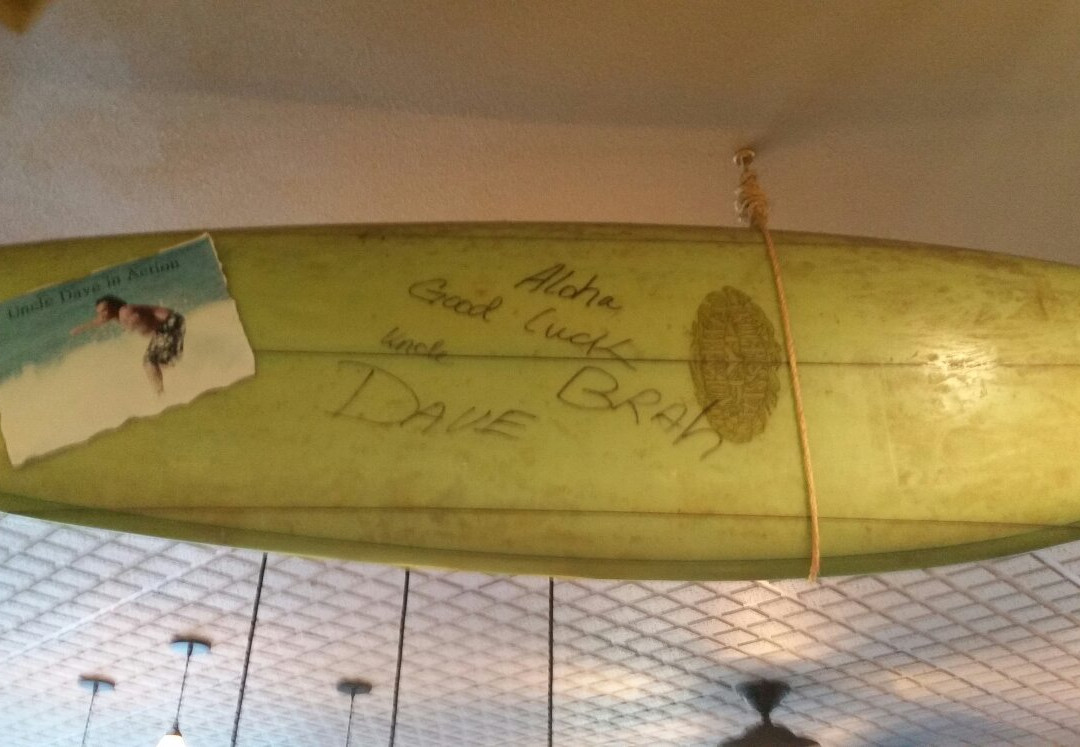 Uncle Dave in Action
Aloha
Good Luck
Uncle
DAVE BRAh